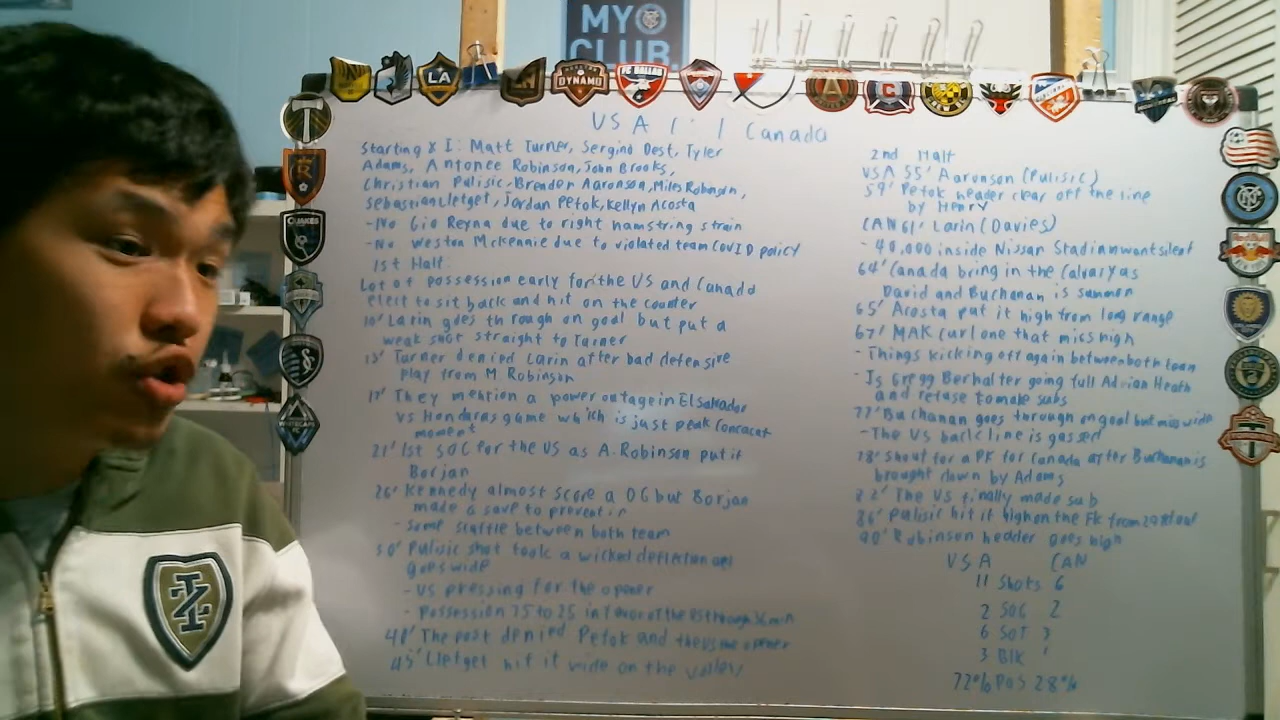 MY
CLUB.
LA
DYNAMO
FC DALLAS
QUAKES
USA 1:1 Canada
Starting XI: Matt Turner, Sergino Dest, Tyler
Adams, Antonee Robinson, John Brooks,
Christian Pulisic, Brender Aaronson, Miles Robinson,
Sebastian Lletget, Jordan Pefok, Kellyn Acosta
-No Gio Reyna due to right hamstring strain
-No Weston Mckennie due to violated team COVID policy
1st Half:
Lot of possession early for the US and Canada
elect to sit back and hit on the counter
10' Larin goes through on goal but put a
weak shot straight to Turner
13' Turner denied Larin after bad defensive
play from M Robinson
17' They mention a power outage in El Salvador
vs Honduras game which is just peak Concacaf
moment
21' 1st SOG for the US as A. Robinson put it
Borjan
26' Kennedy almost score a OG but Borjan
made a save to prevent it
- Some scuffle between both team
30' Pulisic shot took a wicked deflection and
goes wide
- US pressing for the opener
- Possession 75 to 25 in favor of the US through 36 min
41' The post denied Pefok and the US the opener
45' Lletget hit it wide on the volley
2nd Half
USA 55' Aaronson (Pulisic)
59' Pefok header clear off the line
by Henry
CAN 61' Larin (Davies)
- 40,000 inside Nissan Stadium went silent
64' Canada bring in the Calvary as
David and Buchanan is summon
65' Acosta put it high from long range
67' MAK curl one that miss high
- Things kicking off again between both team
- Is Gregg Berhalter going full Adrian Heath
and refuse to make subs
77' Buchanan goes through on goal but miss wide
- The US backline is gassed
78' Shout for a PK for Canada after Buchanan is
brought down by Adams
82' The US finally made sub
86' Pulisic hit it high on the FK from 29 yd out
90' Robinson header goes high
USA CAN
11 Shots 6
2 SOG 2
6 SOT 3
3 Blk 1
72% Pos 28%